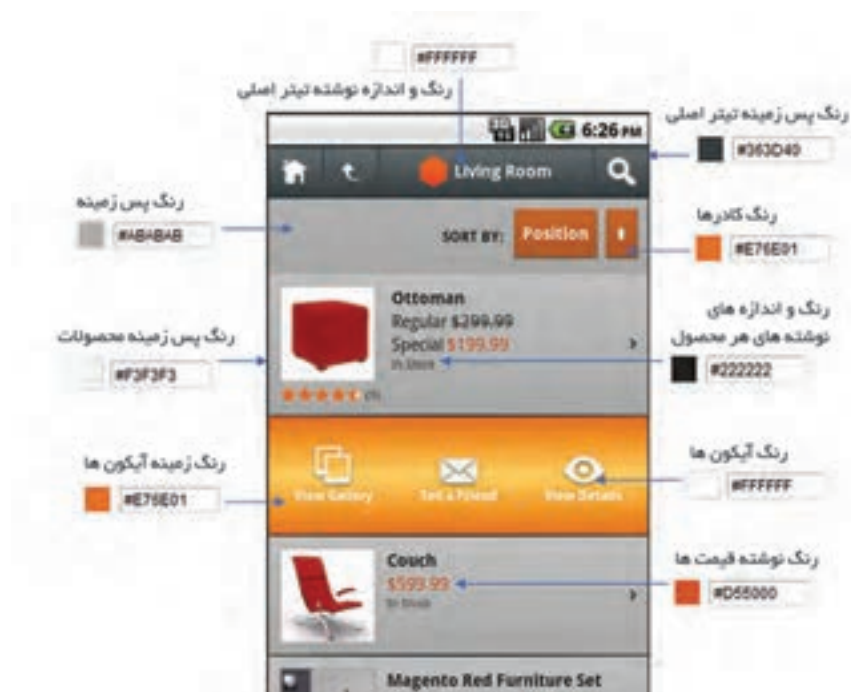 #FFFFFF
رنگ و اندازه نوشته تیتر اصلی
6:26 PM
رنگ پس زمینه تیتر اصلی
#363D40
Living Room
رنگ پس زمینه
#ABABAB
SORT BY:
Position
رنگ کادرها
#E76E01
Ottoman
Regular $299.99
Special $199.99
In Stock
رنگ و اندازه های
نوشته های هر محصول
#222222
رنگ پس زمینه محصولات
#F3F3F3
رنگ زمینه آیکون ها
#E76E01
View Gallery
Tell a Friend
View Details
رنگ آیکون ها
#FFFFFF
Couch
$599.99
In Stock
رنگ نوشته قیمت ها
#D55000
Magento Red Furniture Set